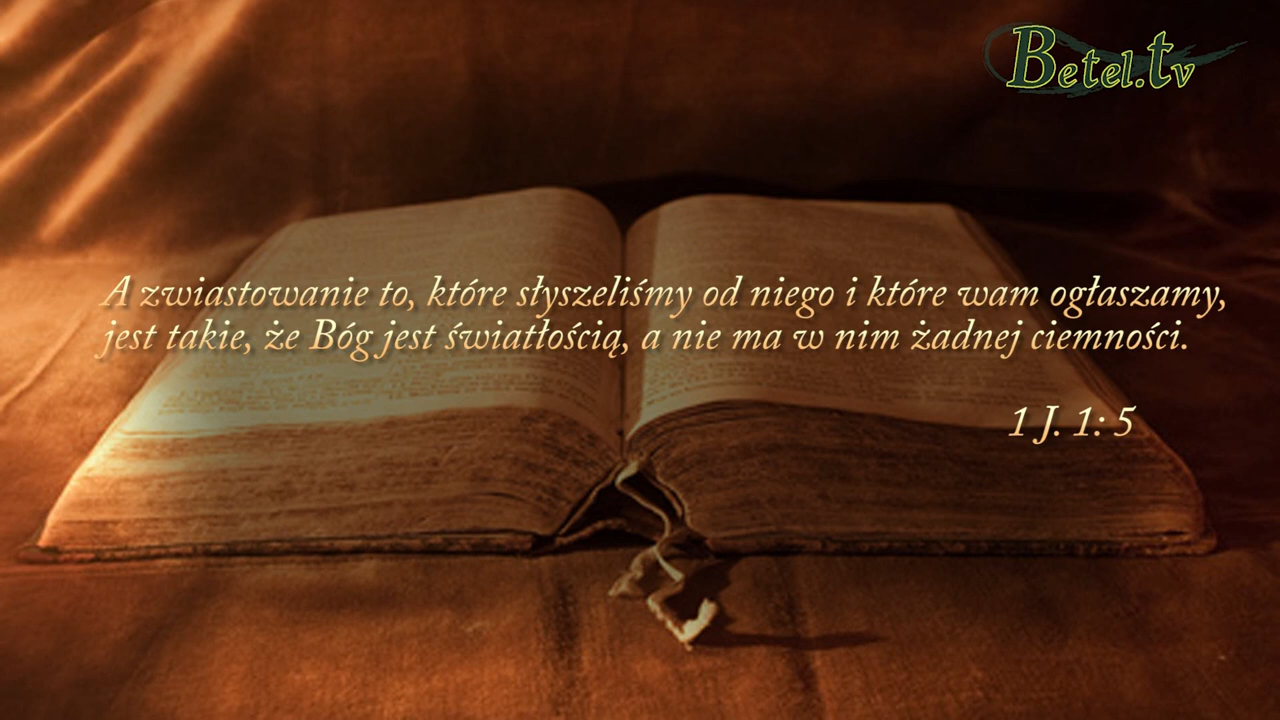 Betel.tv
A zwiastowanie to, które słyszeliśmy od niego i które wam ogłaszamy,
jest takie, że Bóg jest światłością, a nie ma w nim żadnej ciemności.
1 J. 1: 5